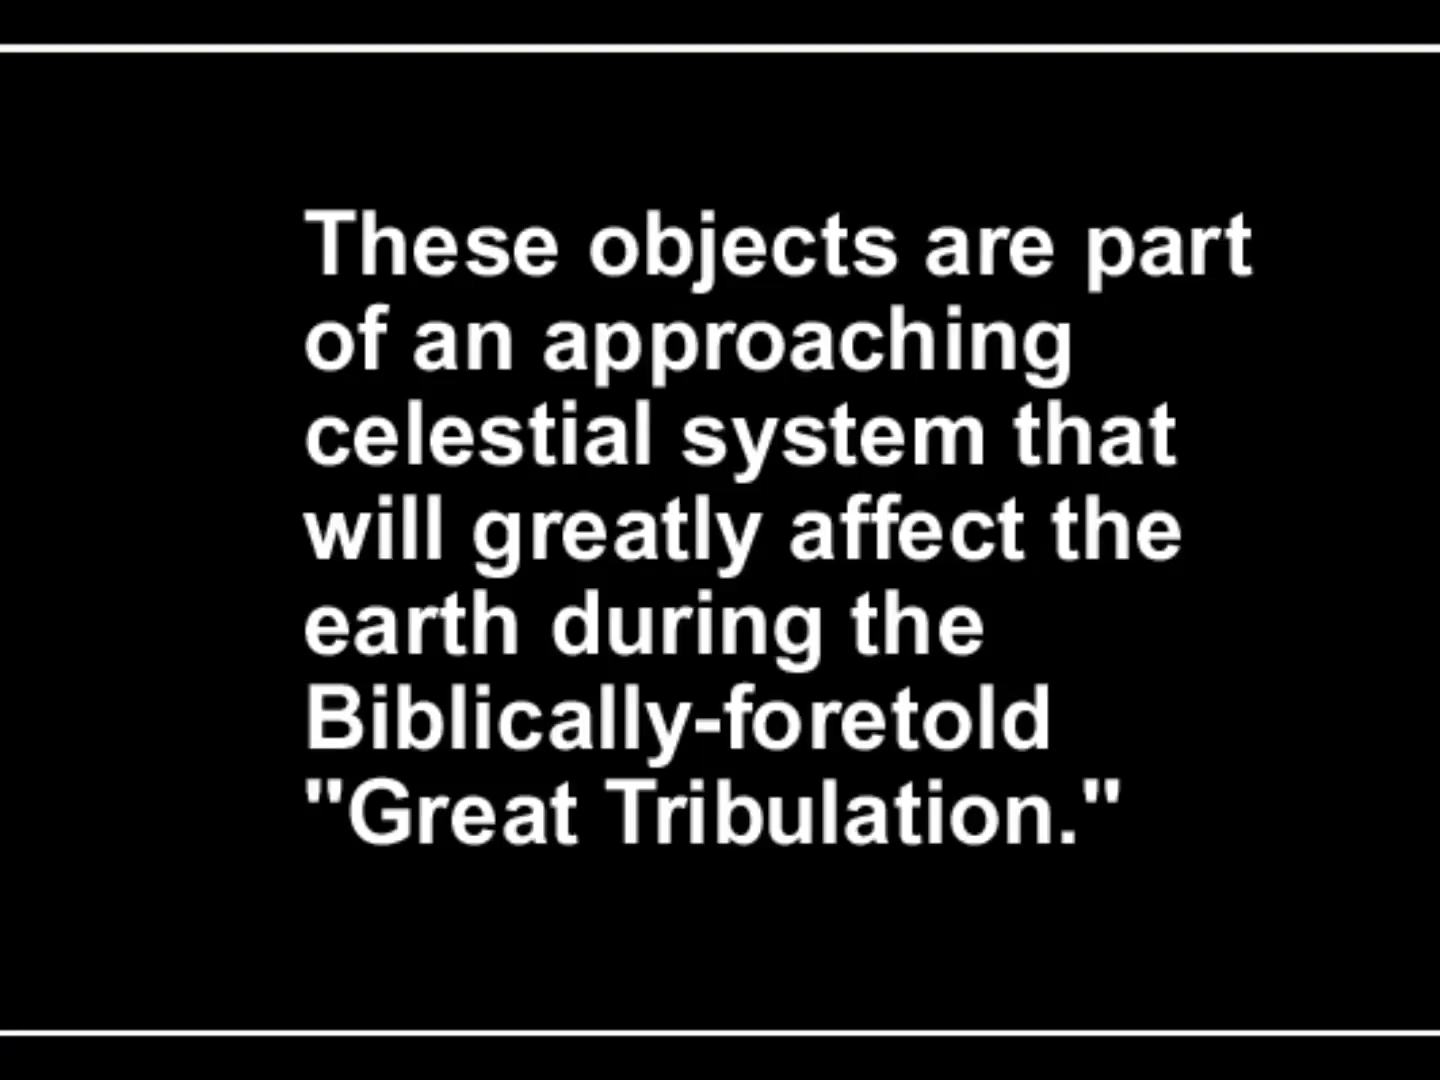 These objects are part
of an approaching
celestial system that
will greatly affect the
earth during the
Biblically-foretold
"Great Tribulation."